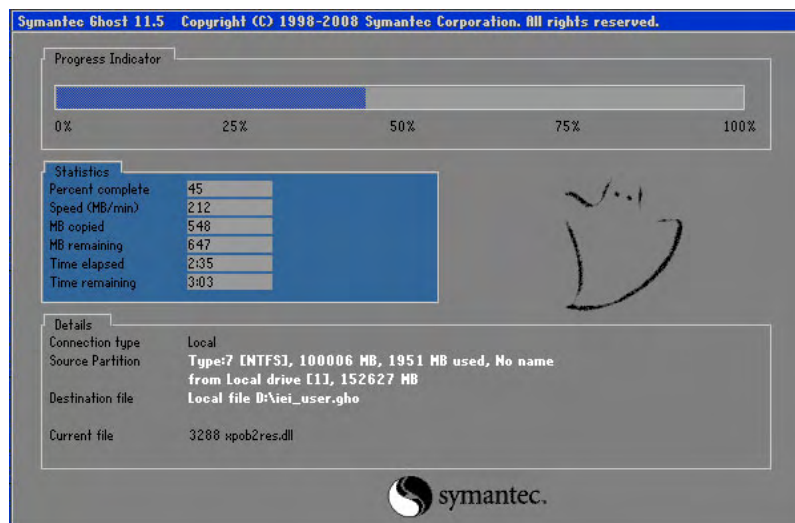 Symantec Ghost 11.5 Copyright (C) 1998-2008 Symantec Corporation. All rights reserved.
Progress Indicator
0% 25% 50% 75% 100%
Statistics
Percent complete 45
Speed (MB/min) 212
MB copied 548
MB remaining 647
Time elapsed 2:35
Time remaining 3:03
Details
Connection type Local
Source Partition Type:7 [NTFS], 100006 MB, 1951 MB used, No name
from Local drive [1], 152627 MB
Destination file Local file D:\iei_user.gho
Current file 3288 xpob2res.dll
symantec.